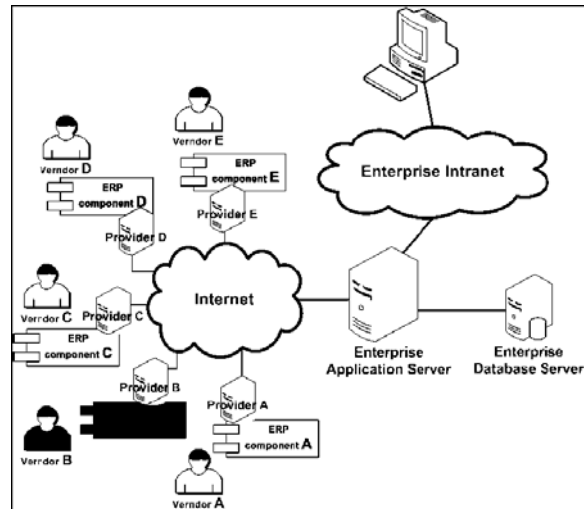 Verndor E
ERP
component E
Provider E
Verndor D
ERP
component D
Provider D
Enterprise Intranet
Verndor C
Provider C
ERP
component C
Internet
Enterprise
Application Server
Enterprise
Database Server
Provider B
Verndor B
Provider A
ERP
component A
Verndor A